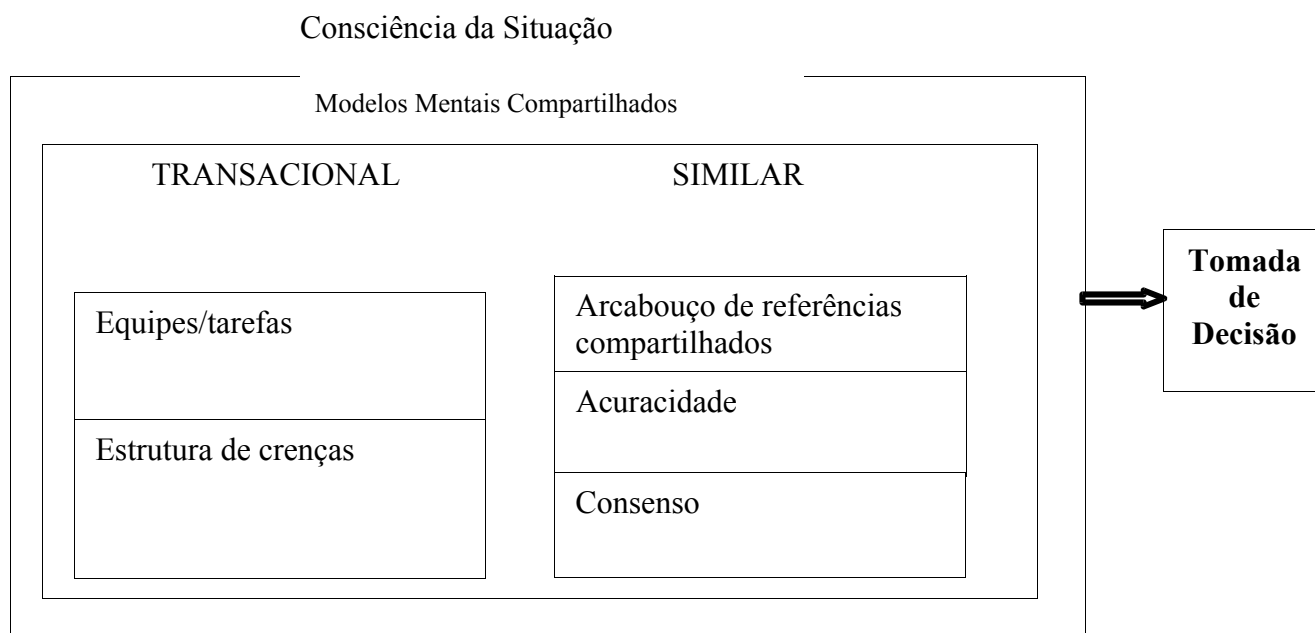 Consciência da Situação
Modelos Mentais Compartilhados
TRANSACIONAL
Equipes/tarefas
Estrutura de crenças
SIMILAR
Arcabouço de referências
compartilhados
Acuracidade
Consenso
Tomada
de
Decisão